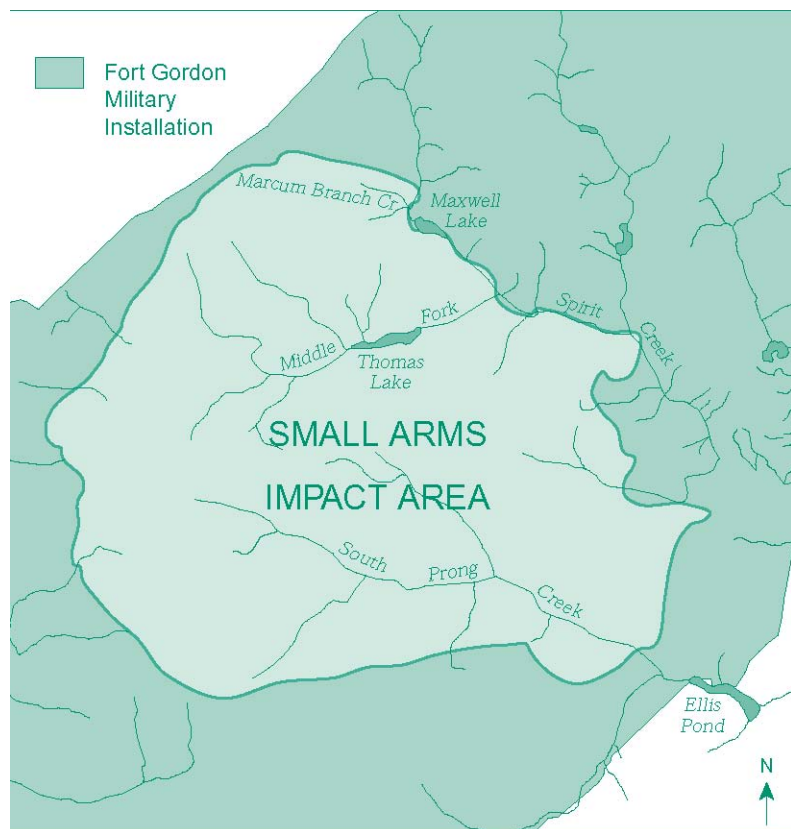 Fort Gordon
Military
Installation
Marcum Branch Cr
Maxwell
Lake
Spirit
Creek
Fork
Middle
Thomas
Lake
SMALL ARMS
IMPACT AREA
South
Prong
Creek
Ellis
Pond
N